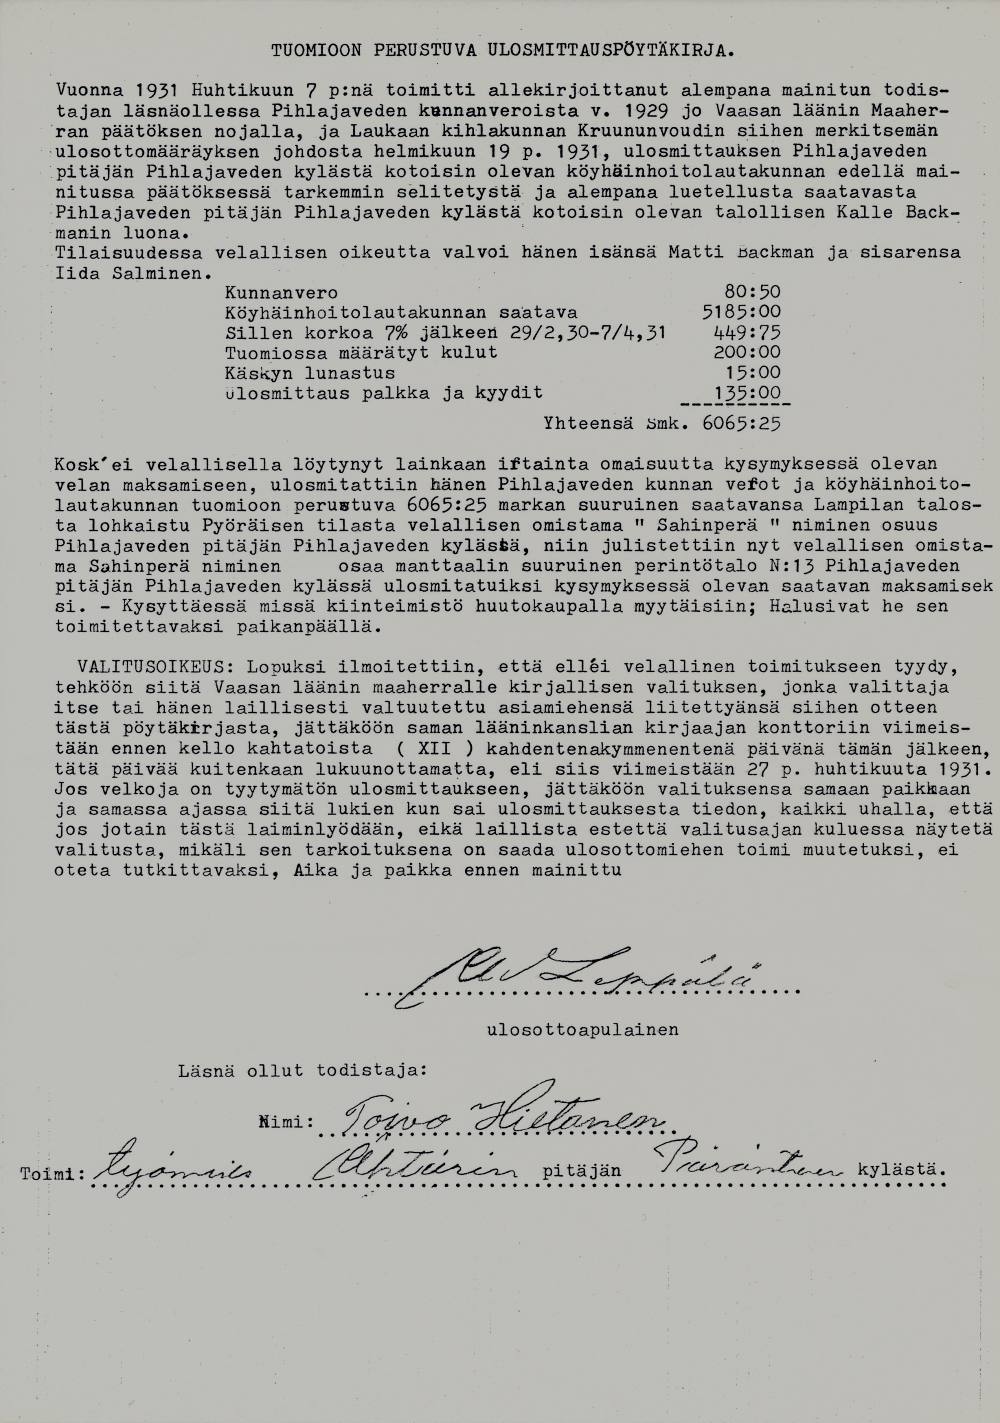 TUOMIOON PERUSTUVA ULOSMITTAUSPÖYTÄKIRJA.
Vuonna 1931 Huhtikuun 7 p:nä toimitti allekirjoittanut alempana mainitun todis-
tajan läsnäollessa Pihlajaveden kunnanveroista v. 1929 jo Vaasan läänin Maaher-
ran päätöksen nojalla, ja Laukaan kihlakunnan Kruununvoudin siihen merkitsemän
ulosottomääräyksen johdosta helmikuun 19 p. 1931, ulosmittauksen Pihlajaveden
pitäjän Pihlajaveden kylästä kotoisin olevan köyhäinhoitolautakunnan edellä mai-
nitussa päätöksessä tarkemmin selitetystä ja alempana luetellusta saatavasta
Pihlajaveden pitäjän Pihlajaveden kylästä kotoisin olevan talollisen Kalle Back-
manin luona.
Tilaisuudessa velallisen oikeutta valvoi hänen isänsä Matti Backman ja sisarensa
Iida Salminen.
Kunnanvero 80:50
Köyhäinhoitolautakunnan saatava 5185:00
Sillen korkoa 7% jälkeen 29/2,30-7/4,31 449:75
Tuomiossa määrätyt kulut 200:00
Käskyn lunastus 15:00
ulosmittaus palkka ja kyydit 135:00
Yhteensä Smk. 6065:25
Kosk'ei velallisella löytynyt lainkaan irtainta omaisuutta kysymyksessä olevan
velan maksamiseen, ulosmitattiin hänen Pihlajaveden kunnan verot ja köyhäinhoito-
lautakunnan tuomioon perustuva 6065:25 markan suuruinen saatavansa Lampilan talos-
ta lohkaistu Pyöräisen tilasta velallisen omistama " Sahinperä " niminen osuus
Pihlajaveden pitäjän Pihlajaveden kylästä, niin julistettiin nyt velallisen omista-
ma Sahinperä niminen osaa manttaalin suuruinen perintötalo N:13 Pihlajaveden
pitäjän Pihlajaveden kylässä ulosmitatuiksi kysymyksessä olevan saatavan maksamisek
si. - Kysyttäessä missä kiinteimistö huutokaupalla myytäisiin; Halusivat he sen
toimitettavaksi paikanpäällä.
VALITUSOIKEUS: Lopuksi ilmoitettiin, että elléi velallinen toimitukseen tyydy,
tehköön siitä Vaasan läänin maaherralle kirjallisen valituksen, jonka valittaja
itse tai hänen laillisesti valtuutettu asiamiehensä liitettyänsä siihen otteen
tästä pöytäkirjasta, jättäköön saman lääninkanslian kirjaajan konttoriin viimeis-
tään ennen kello kahtatoista ( XII ) kahdentenakymmenentenä päivänä tämän jälkeen,
tätä päivää kuitenkaan lukuunottamatta, eli siis viimeistään 27 p. huhtikuuta 1931.
Jos velkoja on tyytymätön ulosmittaukseen, jättäköön valituksensa samaan paikkaan
ja samassa ajassa siitä lukien kun sai ulosmittauksesta tiedon, kaikki uhalla, että
jos jotain tästä laiminlyödään, eikä laillista estettä valitusajan kuluessa näytetä
valitusta, mikäli sen tarkoituksena on saada ulosottomiehen toimi muutetuksi, ei
oteta tutkittavaksi, Aika ja paikka ennen mainittu
Leppälä
ulosottoapulainen
Läsnä ollut todistaja:
Nimi: Toivo Hietanen
Toimi: työmies Ähtärin pitäjän kylästä.